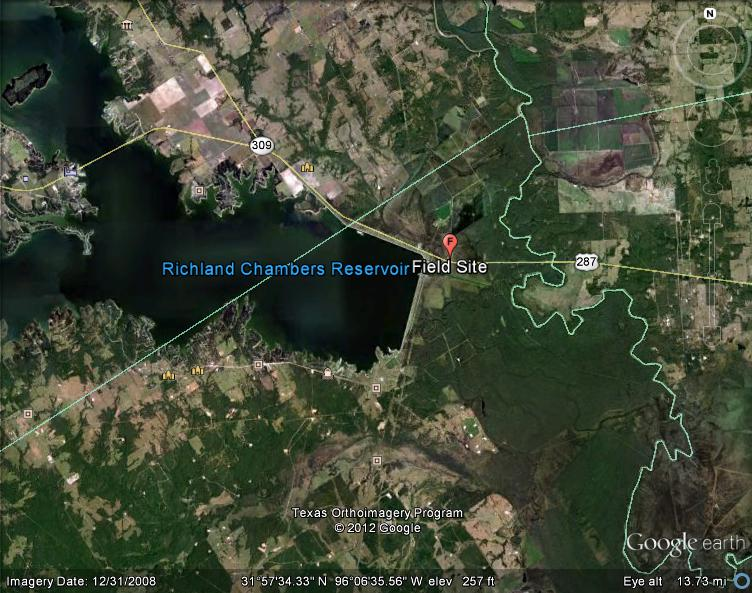 N
309
F
Richland Chambers Reservoir
Field Site
287
Texas Orthoimagery Program
© 2012 Google
Google earth
Imagery Date: 12/31/2008
31°57'34.33" N 96°06'35.56" W elev 257 ft
Eye alt 13.73 mi